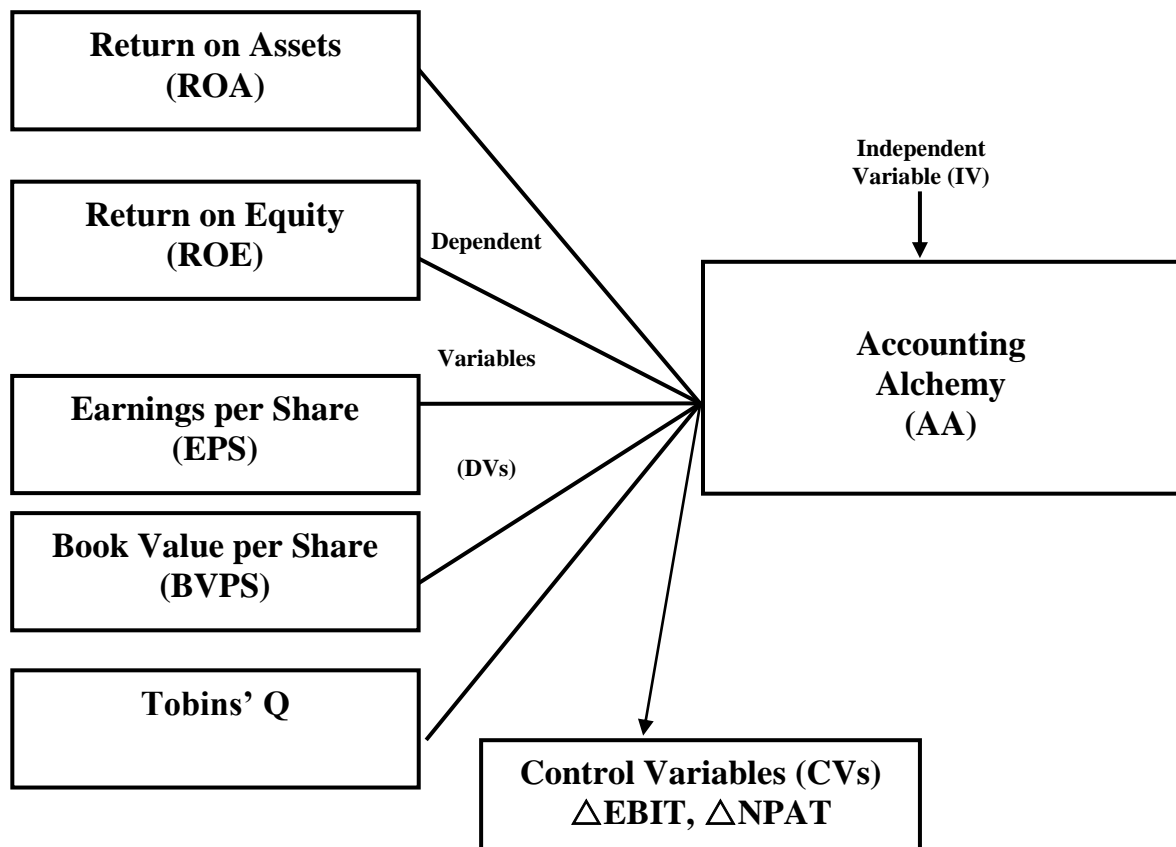 Return on Assets
(ROA)
Return on Equity
(ROE)
Earnings per Share
(EPS)
Book Value per Share
(BVPS)
Tobins’ Q
Dependent
Variables
(DVs)
Independent
Variable (IV)
Accounting
Alchemy
(AA)
Control Variables (CVs)
△EBIT, △NPAT